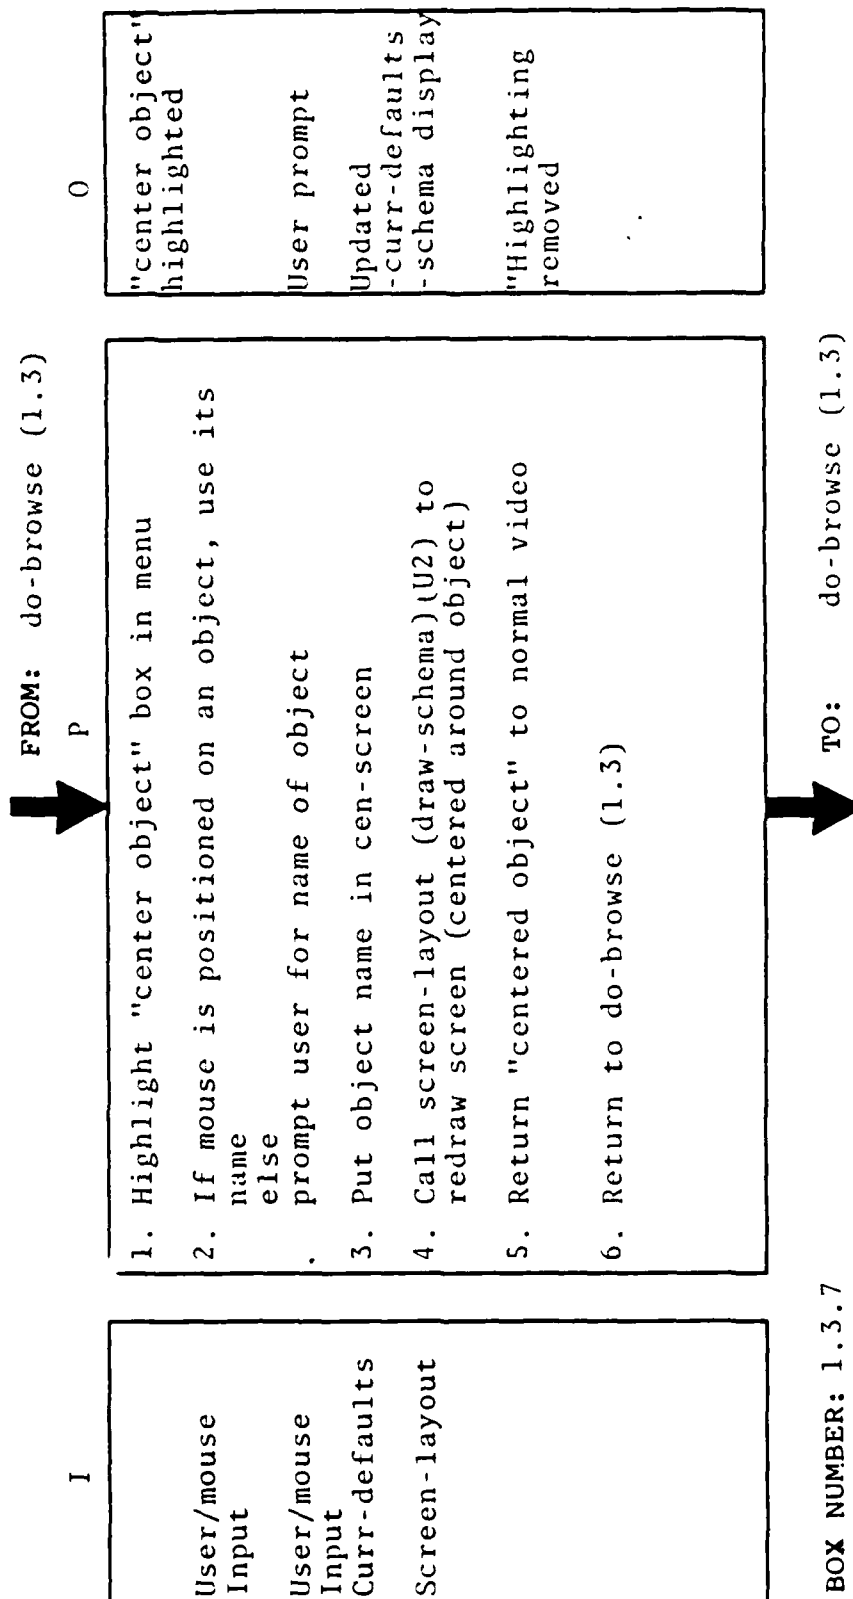 FROM: do-browse (1.3)
I
P
O
User/mouse
Input
User/mouse
Input
Curr-defaults
Screen-layout
1. Highlight "center object" box in menu
2. If mouse is positioned on an object, use its
name
else
prompt user for name of object
3. Put object name in cen-screen
4. Call screen-layout (draw-schema)(U2) to
redraw screen (centered around object)
5. Return "centered object" to normal video
6. Return to do-browse (1.3)
"center object"
highlighted
User prompt
Updated
-curr-defaults
-schema display
"Highlighting
removed
BOX NUMBER: 1.3.7
TO: do-browse (1.3)